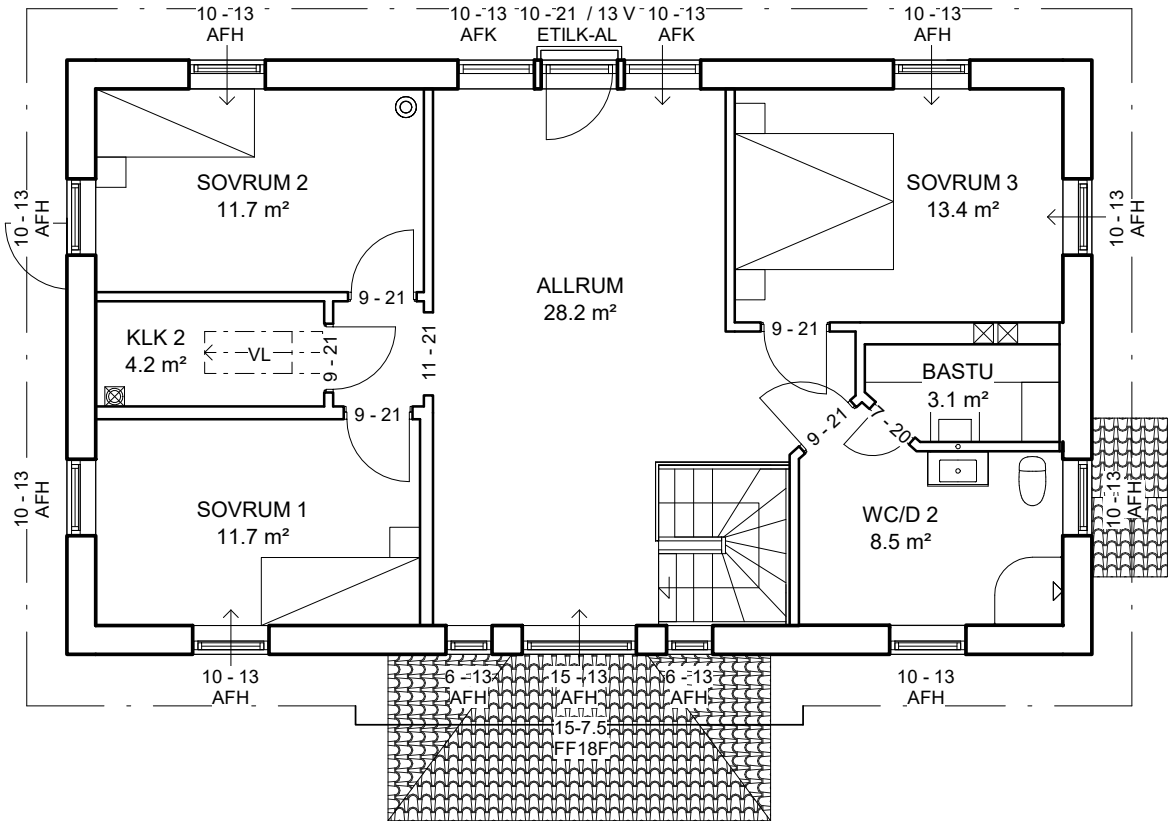 10 - 13
AFH
10 - 13
AFK
10 - 21 / 13 V
ETILK-AL
10 - 13
AFK
10 - 13
AFH
SOVRUM 2
11.7 m²
SOVRUM 3
13.4 m²
10 - 13
AFH
10 - 13
AFH
ALLRUM
28.2 m²
9 - 21
KLK 2
4.2 m²
VL
9 - 21
11 - 21
9 - 21
9 - 21
BASTU
3.1 m²
9 - 21
7 - 20
SOVRUM 1
11.7 m²
WC/D 2
8.5 m²
10 - 13
AFH
10 - 13
AFH
10 - 13
AFH
6 - 13
AFH
15 - 13
AFH
6 - 13
AFH
10 - 13
AFH
15-7.5
FF18F